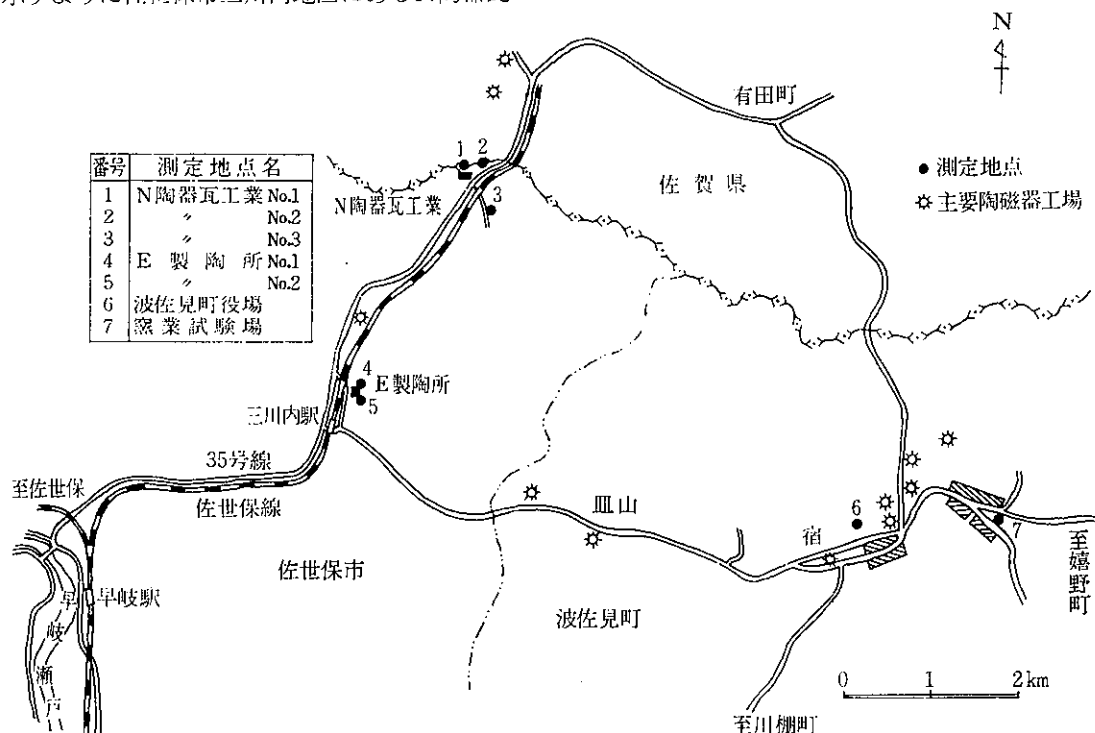 N
有田町
番号 測定地点名
1 N陶器瓦工業 No.1
2 〃 No.2
3 〃 No.3
4 E製陶所 No.1
5 〃 No.2
6 波佐見町役場
7 窯業試験場
1 2
● 測定地点
佐賀県
主要陶磁器工場
N陶器瓦工業
3
4
E製陶所
5
三川内駅
35号線
至佐世保
佐世保線
皿山
6
宿
7
至嬉野町
佐世保市
早岐駅
早岐瀬戸
波佐見町
0 1 2km
至川棚町